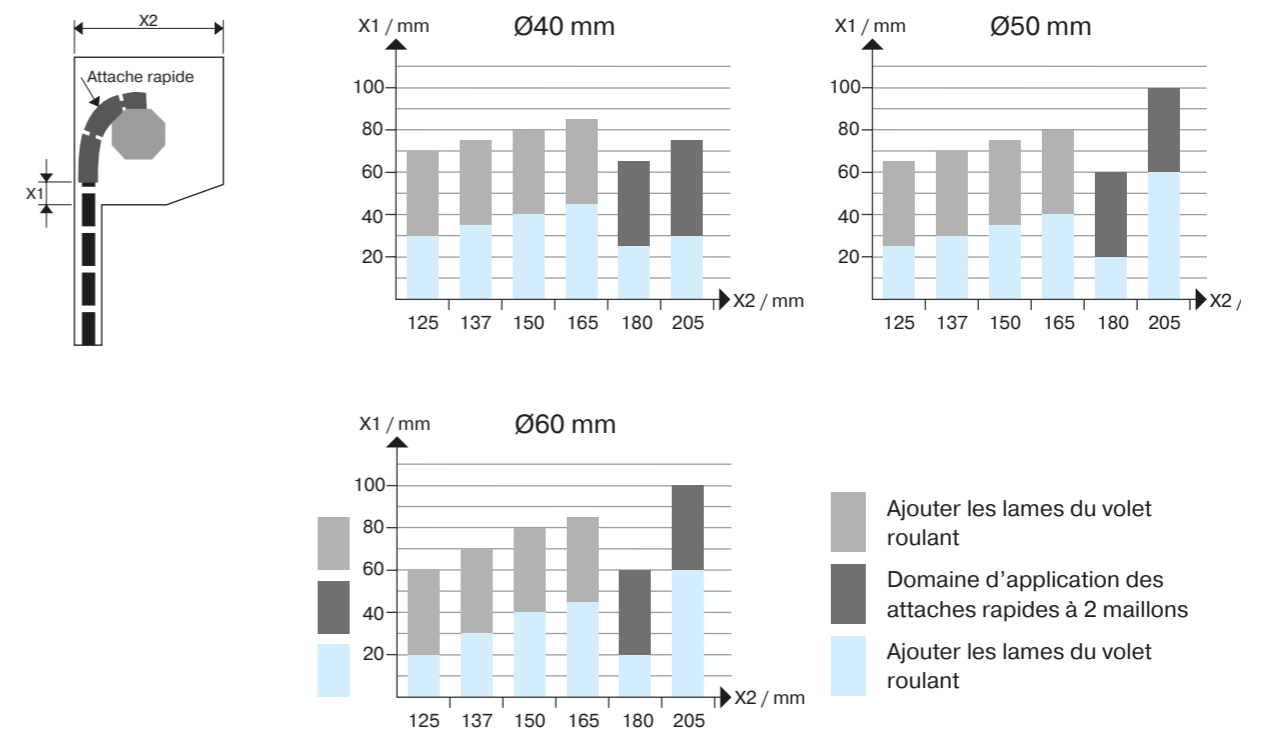 X2
Attache rapide
X1
X1 / mm
Ø40 mm
100
80
60
40
20
X2 / mm
125 137 150 165 180 205
X1 / mm
Ø50 mm
100
80
60
40
20
X2 /
125 137 150 165 180 205
X1 / mm
Ø60 mm
100
80
60
40
20
X2 / mm
125 137 150 165 180 205
Ajouter les lames du volet
roulant
Domaine d’application des
attaches rapides à 2 maillons
Ajouter les lames du volet
roulant